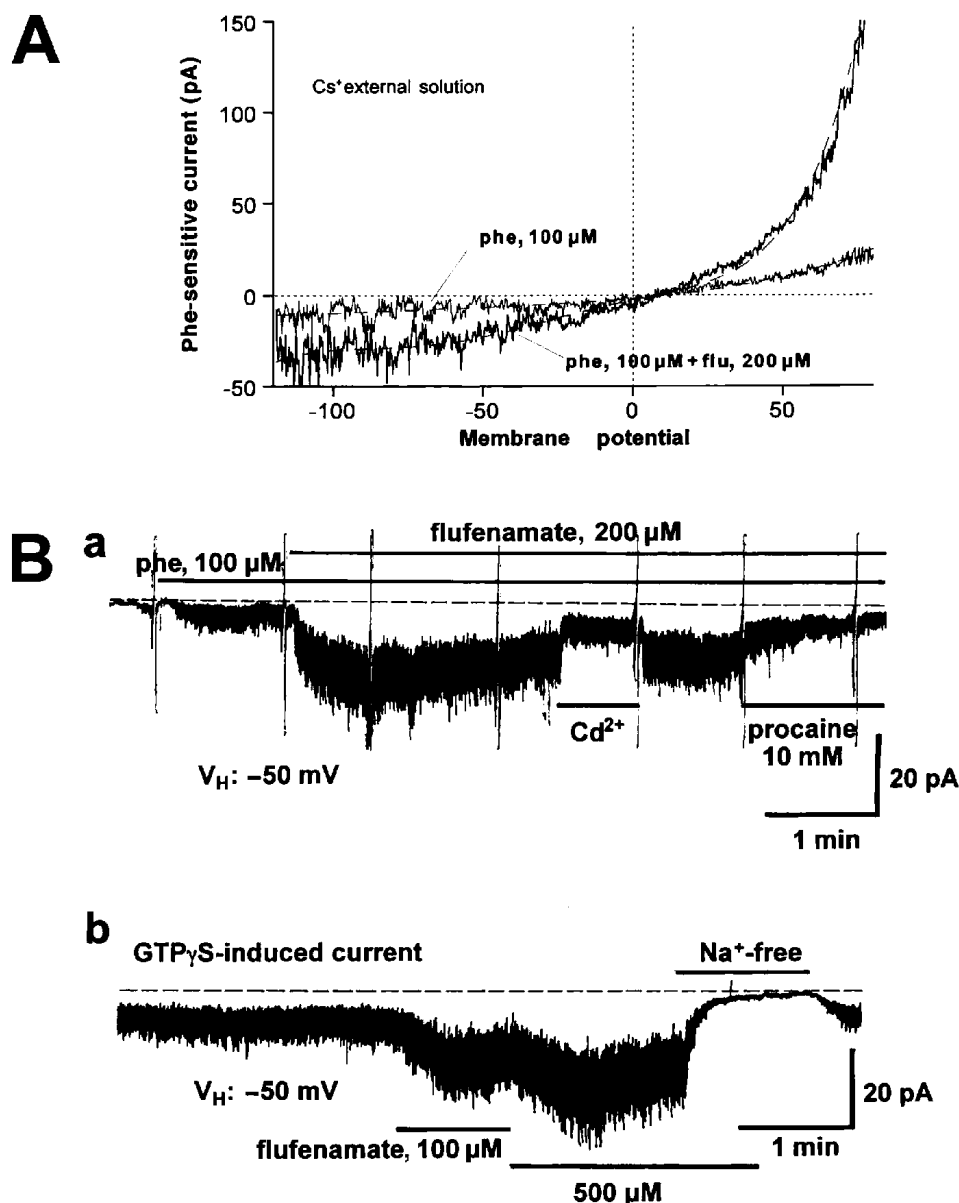 A
Phe-sensitive current (pA)
150
100
50
0
-50
Cs⁺external solution
phe, 100 µM
phe, 100 µM + flu, 200 µM
-100
-50
0
50
Membrane potential
B
a
flufenamate, 200 µM
phe, 100 µM
Cd²⁺
procaine
10 mM
V_H: −50 mV
20 pA
1 min
b
GTPγS-induced current
Na⁺-free
V_H: −50 mV
20 pA
flufenamate, 100 µM
1 min
500 µM